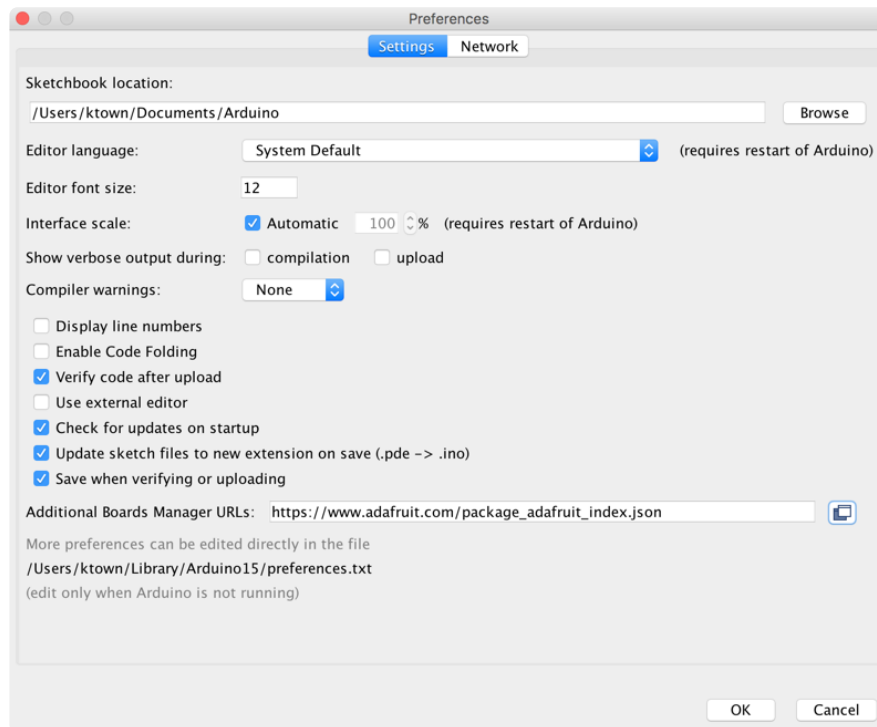 Preferences
Settings Network
Sketchbook location:
/Users/ktown/Documents/Arduino Browse
Editor language: System Default (requires restart of Arduino)
Editor font size: 12
Interface scale: Automatic 100 % (requires restart of Arduino)
Show verbose output during: compilation upload
Compiler warnings: None
Display line numbers
Enable Code Folding
Verify code after upload
Use external editor
Check for updates on startup
Update sketch files to new extension on save (.pde -> .ino)
Save when verifying or uploading
Additional Boards Manager URLs: https://www.adafruit.com/package_adafruit_index.json
More preferences can be edited directly in the file
/Users/ktown/Library/Arduino15/preferences.txt
(edit only when Arduino is not running)
OK Cancel